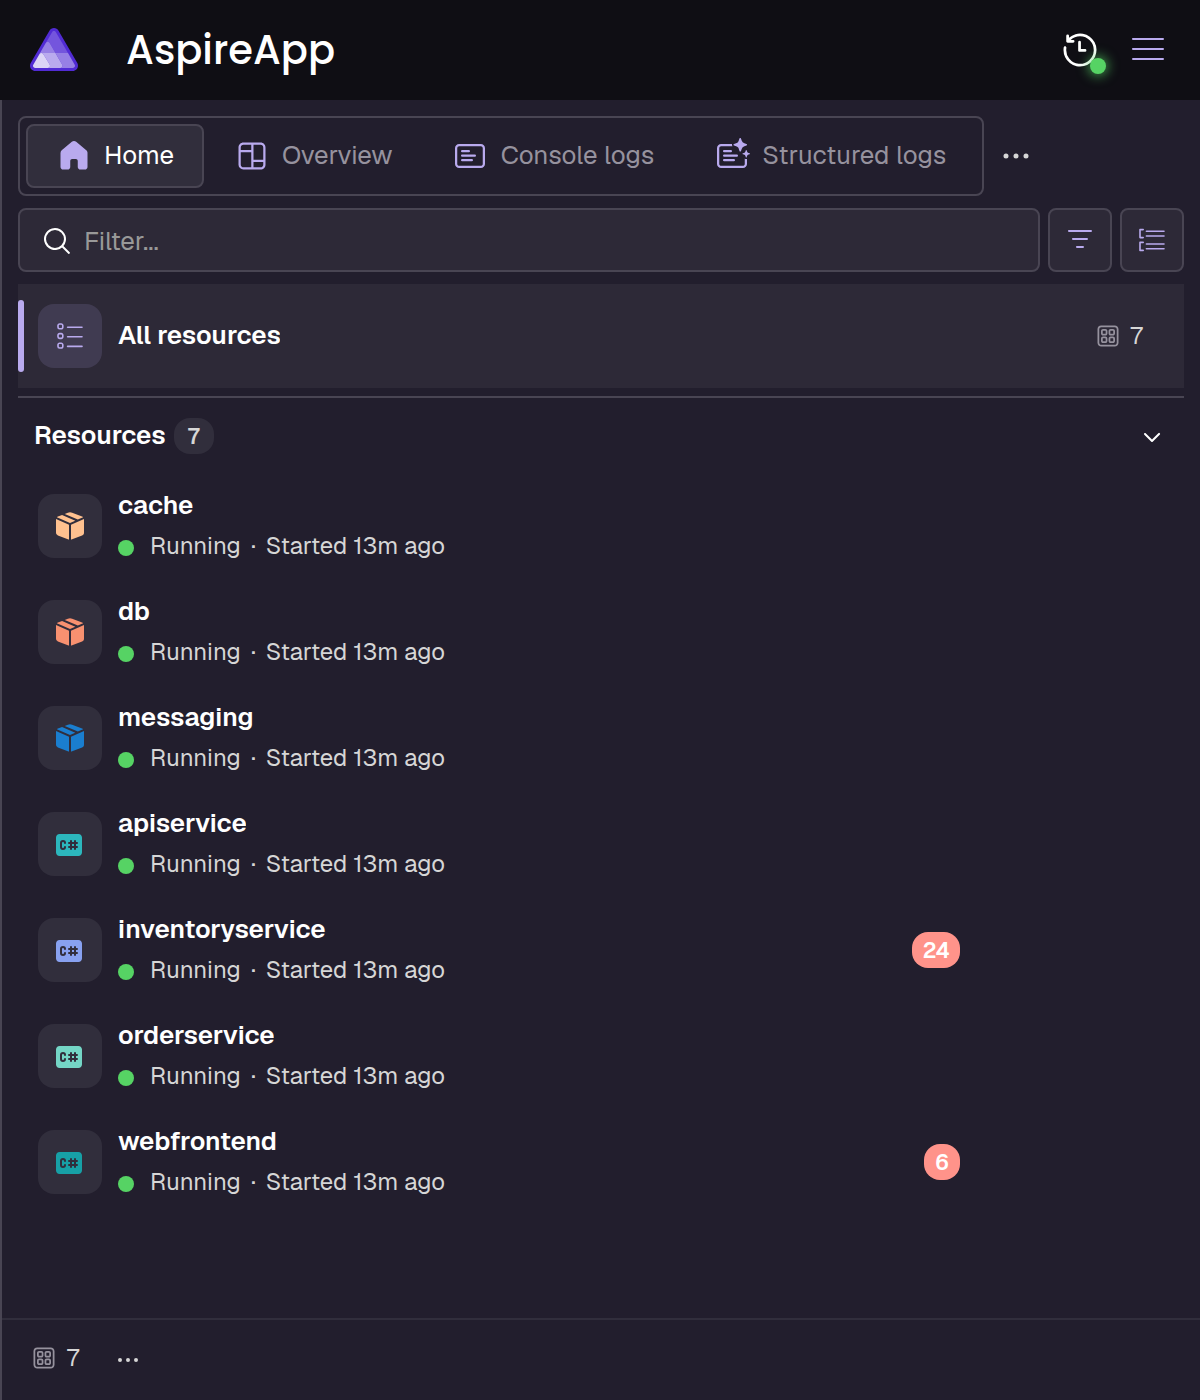 AspireApp
Home Overview Console logs Structured logs ...
Filter...
All resources 7
Resources 7
cache
Running · Started 13m ago
db
Running · Started 13m ago
messaging
Running · Started 13m ago
C# apiservice
Running · Started 13m ago
C# inventoryservice 24
Running · Started 13m ago
C# orderservice
Running · Started 13m ago
C# webfrontend 6
Running · Started 13m ago
7 ...